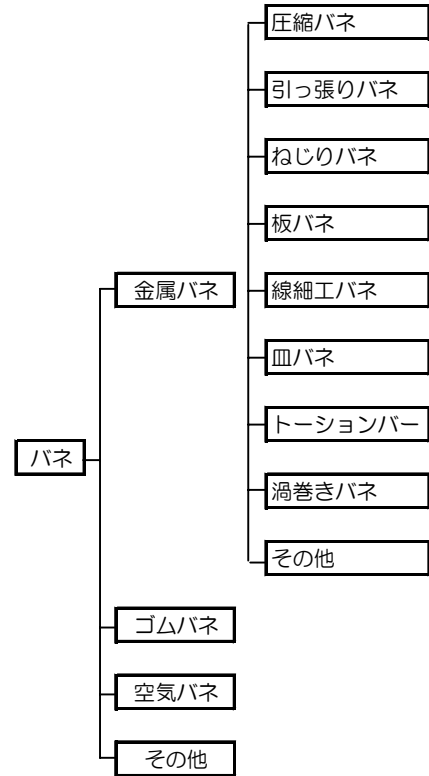 バネ
金属バネ
圧縮バネ
引っ張りバネ
ねじりバネ
板バネ
線細工バネ
皿バネ
トーションバー
渦巻きバネ
その他
ゴムバネ
空気バネ
その他